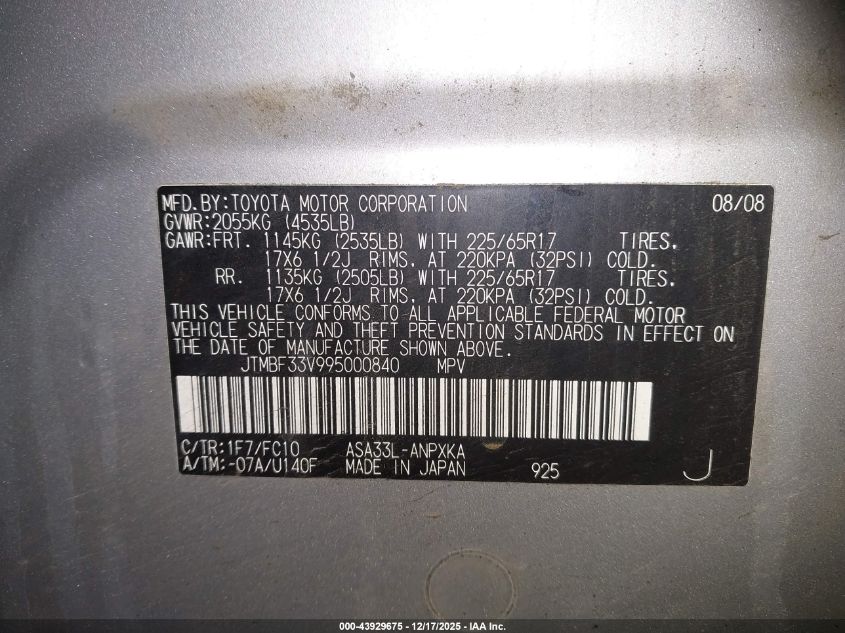 MFD.BY:TOYOTA MOTOR CORPORATION 08/08
GVWR:2055KG (4535LB)
GAWR:FRT. 1145KG (2535LB) WITH 225/65R17 TIRES,
17X6 1/2J RIMS, AT 220KPA (32PSI) COLD.
RR. 1135KG (2505LB) WITH 225/65R17 TIRES,
17X6 1/2J RIMS, AT 220KPA (32PSI) COLD.
THIS VEHICLE CONFORMS TO ALL APPLICABLE FEDERAL MOTOR
VEHICLE SAFETY AND THEFT PREVENTION STANDARDS IN EFFECT ON
THE DATE OF MANUFACTURE SHOWN ABOVE.
JTMBF33V995000840 MPV
C/TR:1F7/FC10 ASA33L-ANPXKA
A/TM:-07A/U140F MADE IN JAPAN 925 J
000-43929675 - 12/17/2025 - IAA Inc.